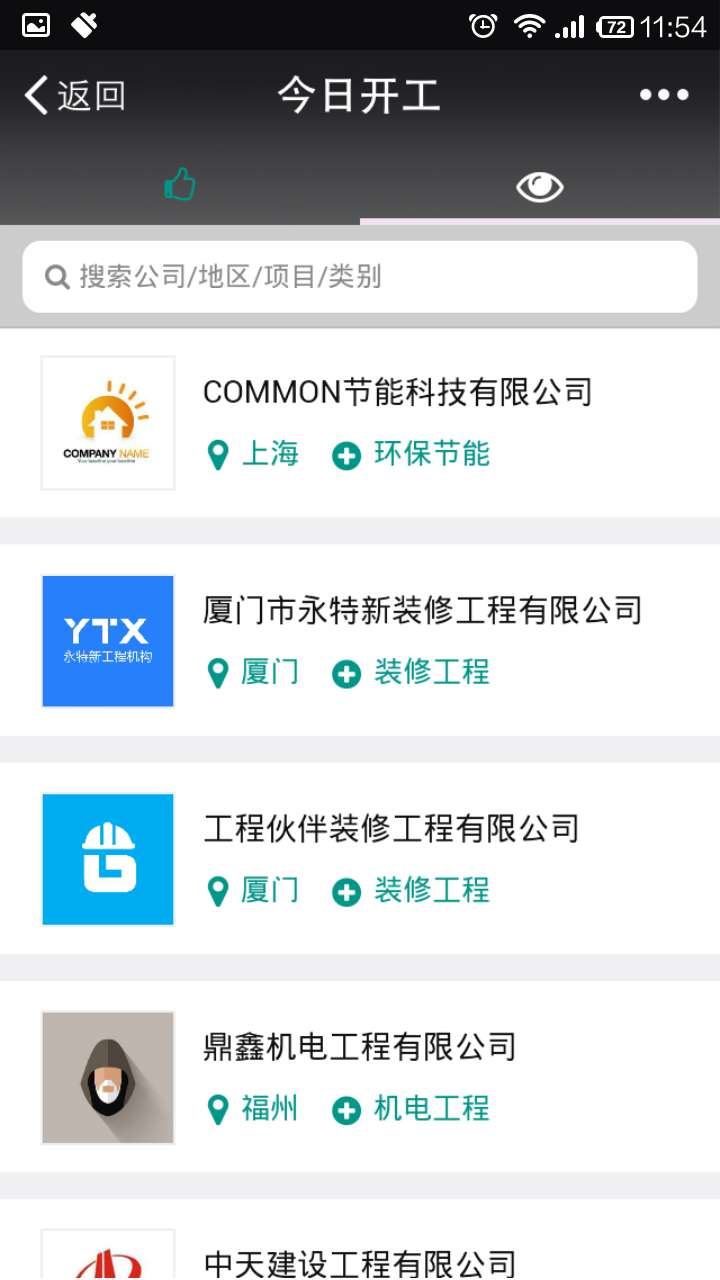 72 11:54
返回 今日开工
搜索公司/地区/项目/类别
COMMON节能科技有限公司
COMPANY NAME
上海 环保节能
厦门市永特新装修工程有限公司
YTX
永特新工程机构
厦门 装修工程
工程伙伴装修工程有限公司
厦门 装修工程
鼎鑫机电工程有限公司
福州 机电工程
中天建设工程有限公司